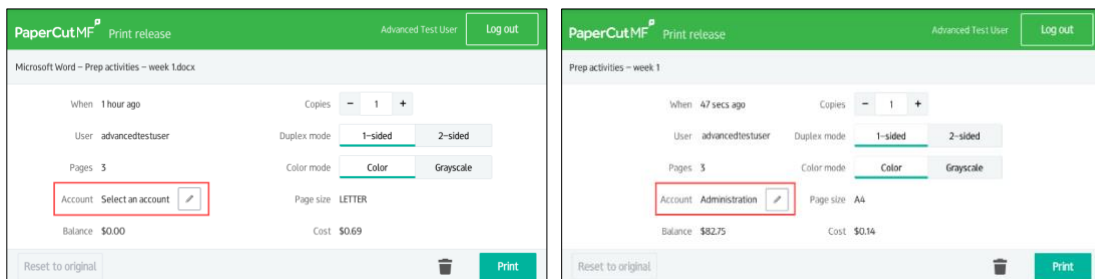 PaperCutMF Print release Advanced Test User Log out
Microsoft Word – Prep activities – week 1.docx
When 1 hour ago Copies − 1 +
User advancedtestuser Duplex mode 1-sided 2-sided
Pages 3 Color mode Color Grayscale
Account Select an account Page size LETTER
Balance $0.00 Cost $0.69
Reset to original Print
PaperCutMF Print release Advanced Test User Log out
Prep activities – week 1
When 47 secs ago Copies − 1 +
User advancedtestuser Duplex mode 1-sided 2-sided
Pages 3 Color mode Color Grayscale
Account Administration Page size A4
Balance $82.75 Cost $0.14
Reset to original Print